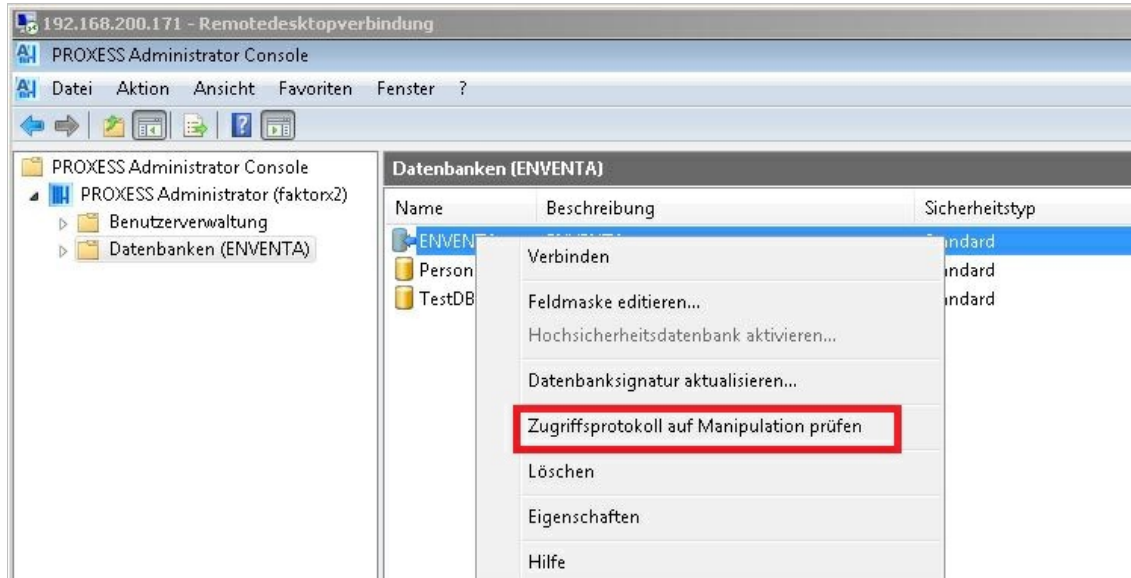 192.168.200.171 - Remotedesktopverbindung
PROXESS Administrator Console
Datei Aktion Ansicht Favoriten Fenster ?
PROXESS Administrator Console
PROXESS Administrator (faktorx2)
Benutzerverwaltung
Datenbanken (ENVENTA)
Datenbanken (ENVENTA)
Name Beschreibung Sicherheitstyp
Person
TestDB
Verbinden
Feldmaske editieren...
Hochsicherheitsdatenbank aktivieren...
Datenbanksignatur aktualisieren...
Zugriffsprotokoll auf Manipulation prüfen
Löschen
Eigenschaften
Hilfe